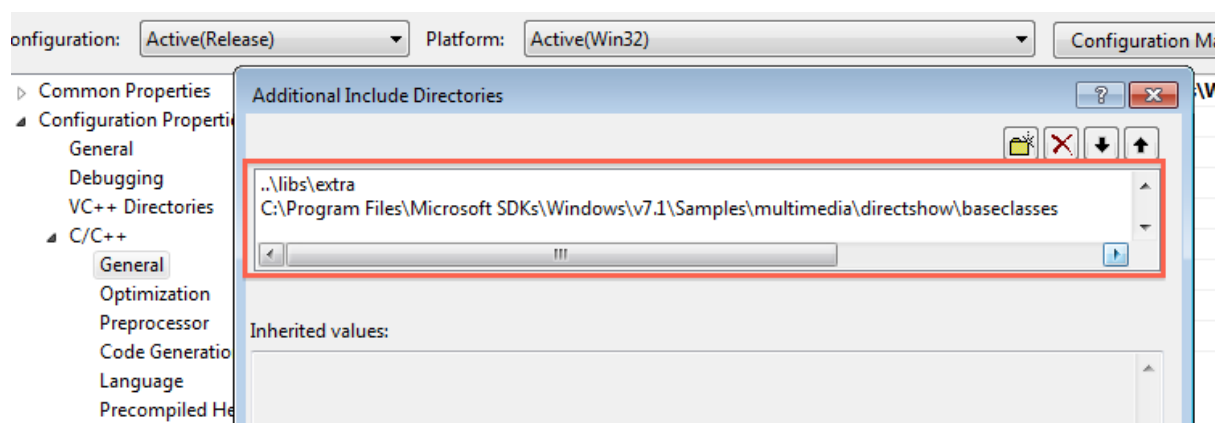 onfiguration: Active(Release) Platform: Active(Win32) Configuration Ma
Common Properties
Configuration Properti
General
Debugging
VC++ Directories
C/C++
General
Optimization
Preprocessor
Code Generatio
Language
Precompiled He
Additional Include Directories
..\libs\extra
C:\Program Files\Microsoft SDKs\Windows\v7.1\Samples\multimedia\directshow\baseclasses
Inherited values: